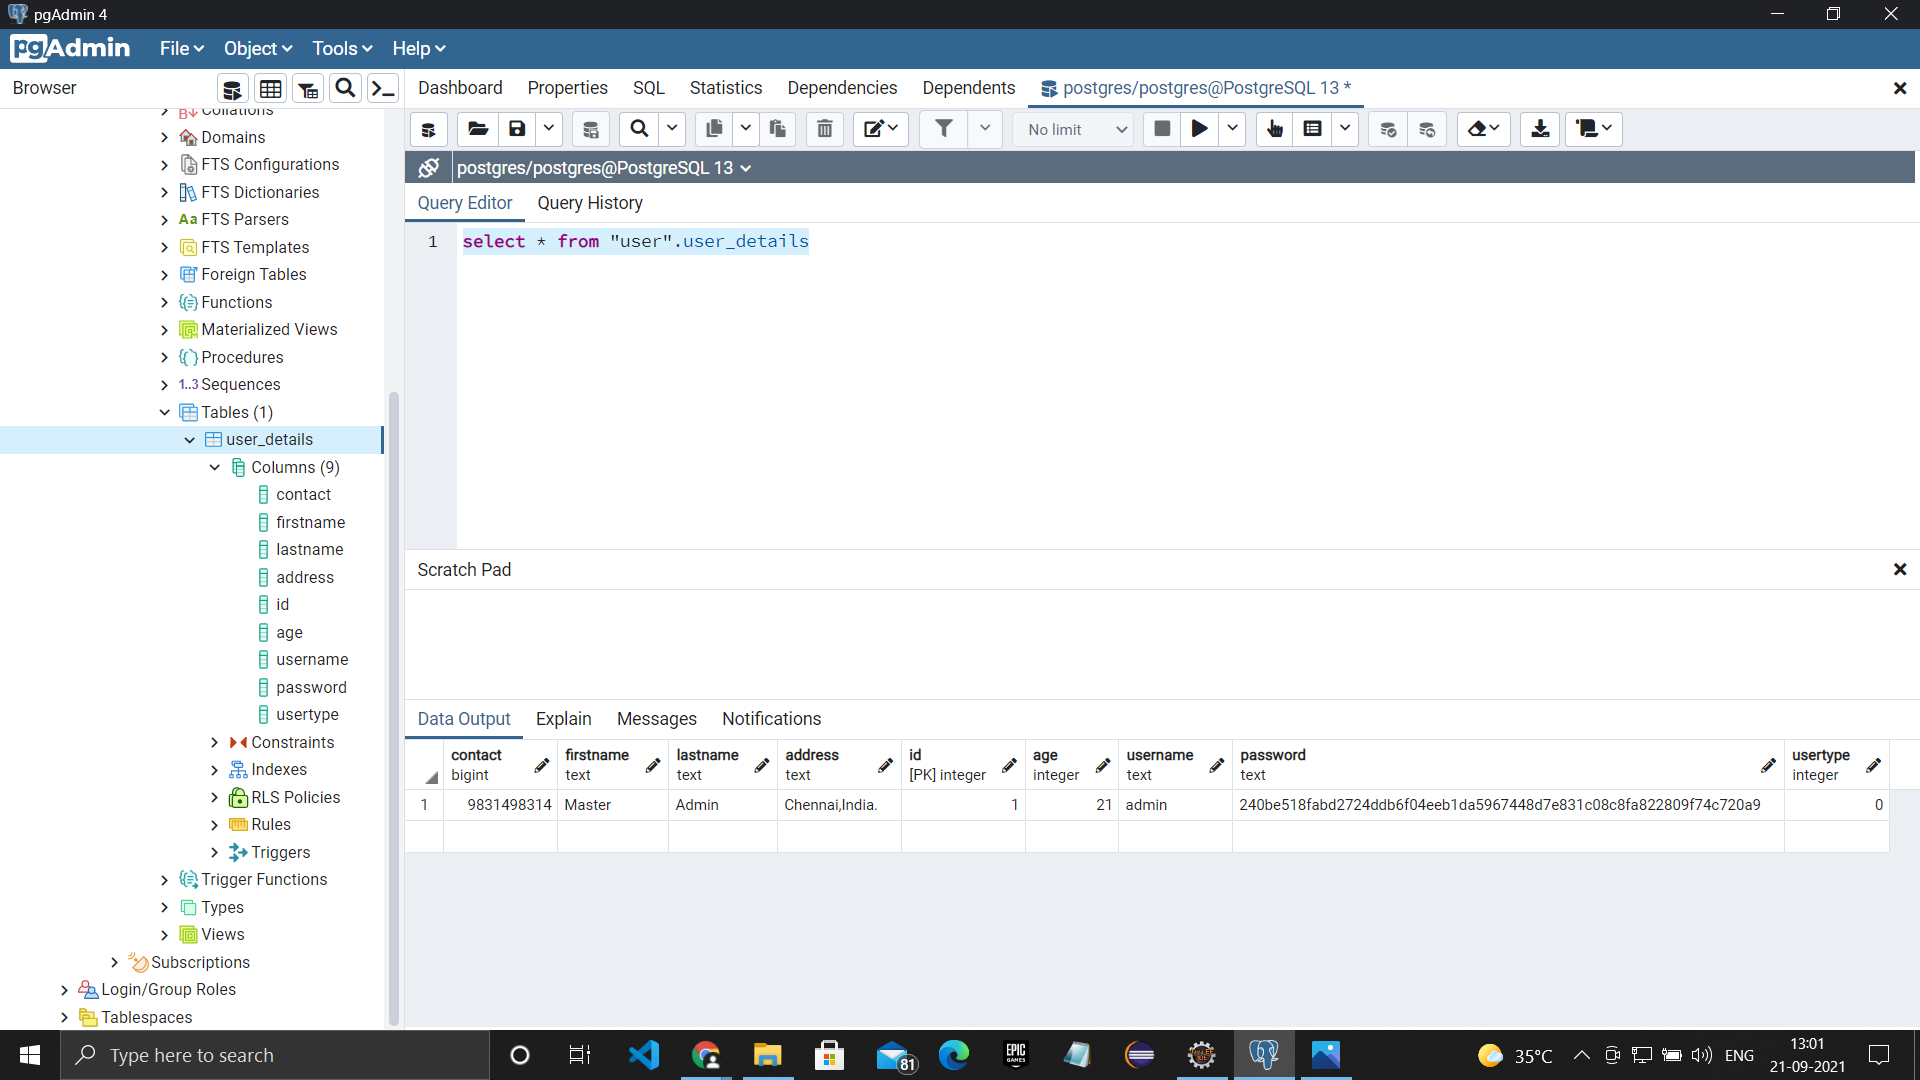 pgAdmin 4
pgAdmin File Object Tools Help
Browser
Dashboard Properties SQL Statistics Dependencies Dependents postgres/postgres@PostgreSQL 13 *
No limit
postgres/postgres@PostgreSQL 13
Query Editor Query History
1 select * from "user".user_details
Collations
Domains
FTS Configurations
FTS Dictionaries
Aa FTS Parsers
FTS Templates
Foreign Tables
Functions
Materialized Views
Procedures
1..3 Sequences
Tables (1)
user_details
Columns (9)
contact
firstname
lastname
address
id
age
username
password
usertype
Constraints
Indexes
RLS Policies
Rules
Triggers
Trigger Functions
Types
Views
Subscriptions
Login/Group Roles
Tablespaces
Scratch Pad
Data Output Explain Messages Notifications
contact firstname lastname address id age username password usertype
bigint text text text [PK] integer integer text text integer
1 9831498314 Master Admin Chennai,India. 1 21 admin 240be518fabd2724ddb6f04eeb1da5967448d7e831c08c8fa822809f74c720a9 0
Type here to search
81
EPIC
GAMES
35°C
ENG
13:01
21-09-2021